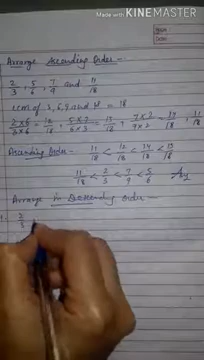 Made With KINEMASTER
Date :
Arrange Ascending Order -
2/3, 5/6, 7/9 and 11/18
LCM of 3, 6, 9 and 18 = 18
2×6/3×6 = 12/18, 5×3/6×3 = 15/18, 7×2/9×2 = 14/18, 11/18
Ascending Order - 11/18 < 12/18 < 14/18 < 15/18
11/18 < 2/3 < 7/9 < 5/6
Arrange in Descending Order -